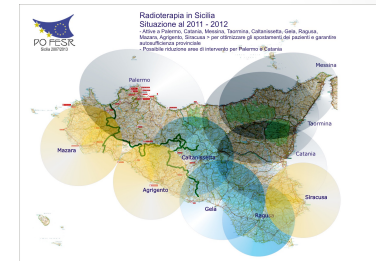 Radioterapia in Sicilia
Situazione al 2011 - 2012
- Attive a Palermo, Catania, Messina, Taormina, Caltanissetta, Gela, Ragusa,
Mazara, Agrigento, Siracusa > per ottimizzare gli spostamenti dei pazienti e garantire
autosufficienza provinciale
- Possibile riduzione aree di intervento per Palermo e Catania
PO FESR
Sicilia 2007/2013
Messina
Palermo
Taormina
Mazara
Caltanissetta
Catania
Agrigento
Siracusa
Gela